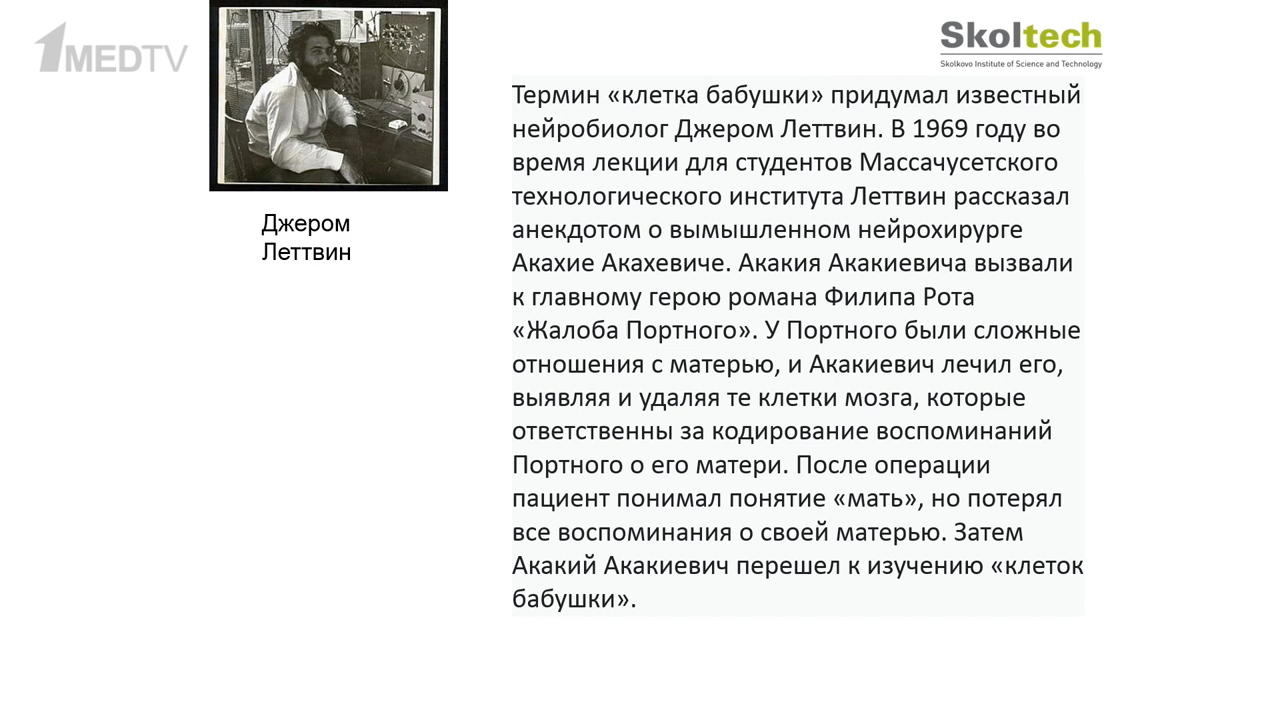 1MEDTV
Skoltech
Skolkovo Institute of Science and Technology
Термин «клетка бабушки» придумал известный
нейробиолог Джером Леттвин. В 1969 году во
время лекции для студентов Массачусетского
технологического института Леттвин рассказал
анекдотом о вымышленном нейрохирурге
Акахие Акахевиче. Акакия Акакиевича вызвали
к главному герою романа Филипа Рота
«Жалоба Портного». У Портного были сложные
отношения с матерью, и Акакиевич лечил его,
выявляя и удаляя те клетки мозга, которые
ответственны за кодирование воспоминаний
Портного о его матери. После операции
пациент понимал понятие «мать», но потерял
все воспоминания о своей матерью. Затем
Акакий Акакиевич перешел к изучению «клеток
бабушки».
Джером
Леттвин